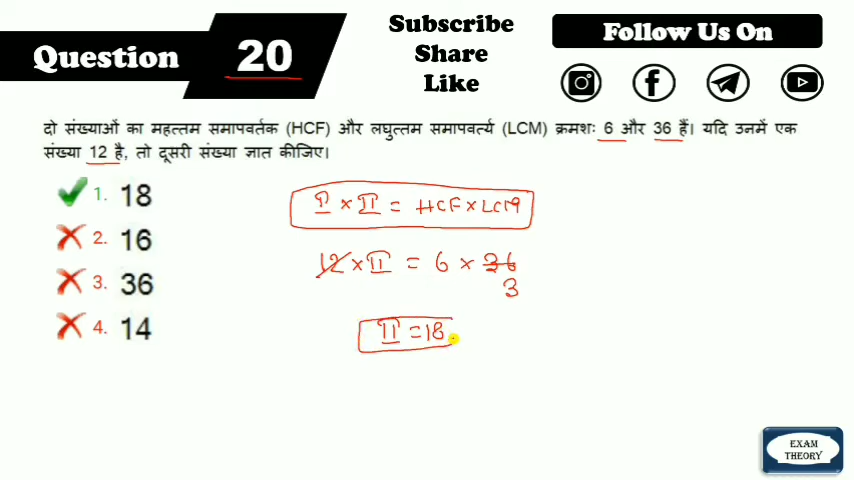 Question 20
Subscribe
Share
Like
Follow Us On
दो संख्याओं का महत्तम समापवर्तक (HCF) और लघुत्तम समापवर्त्य (LCM) क्रमशः 6 और 36 हैं। यदि उनमें एक
संख्या 12 है, तो दूसरी संख्या ज्ञात कीजिए।
1. 18
2. 16
3. 36
4. 14
I × II = HCF × LCM
12 × II = 6 × 36
3
II = 18
EXAM
THEORY